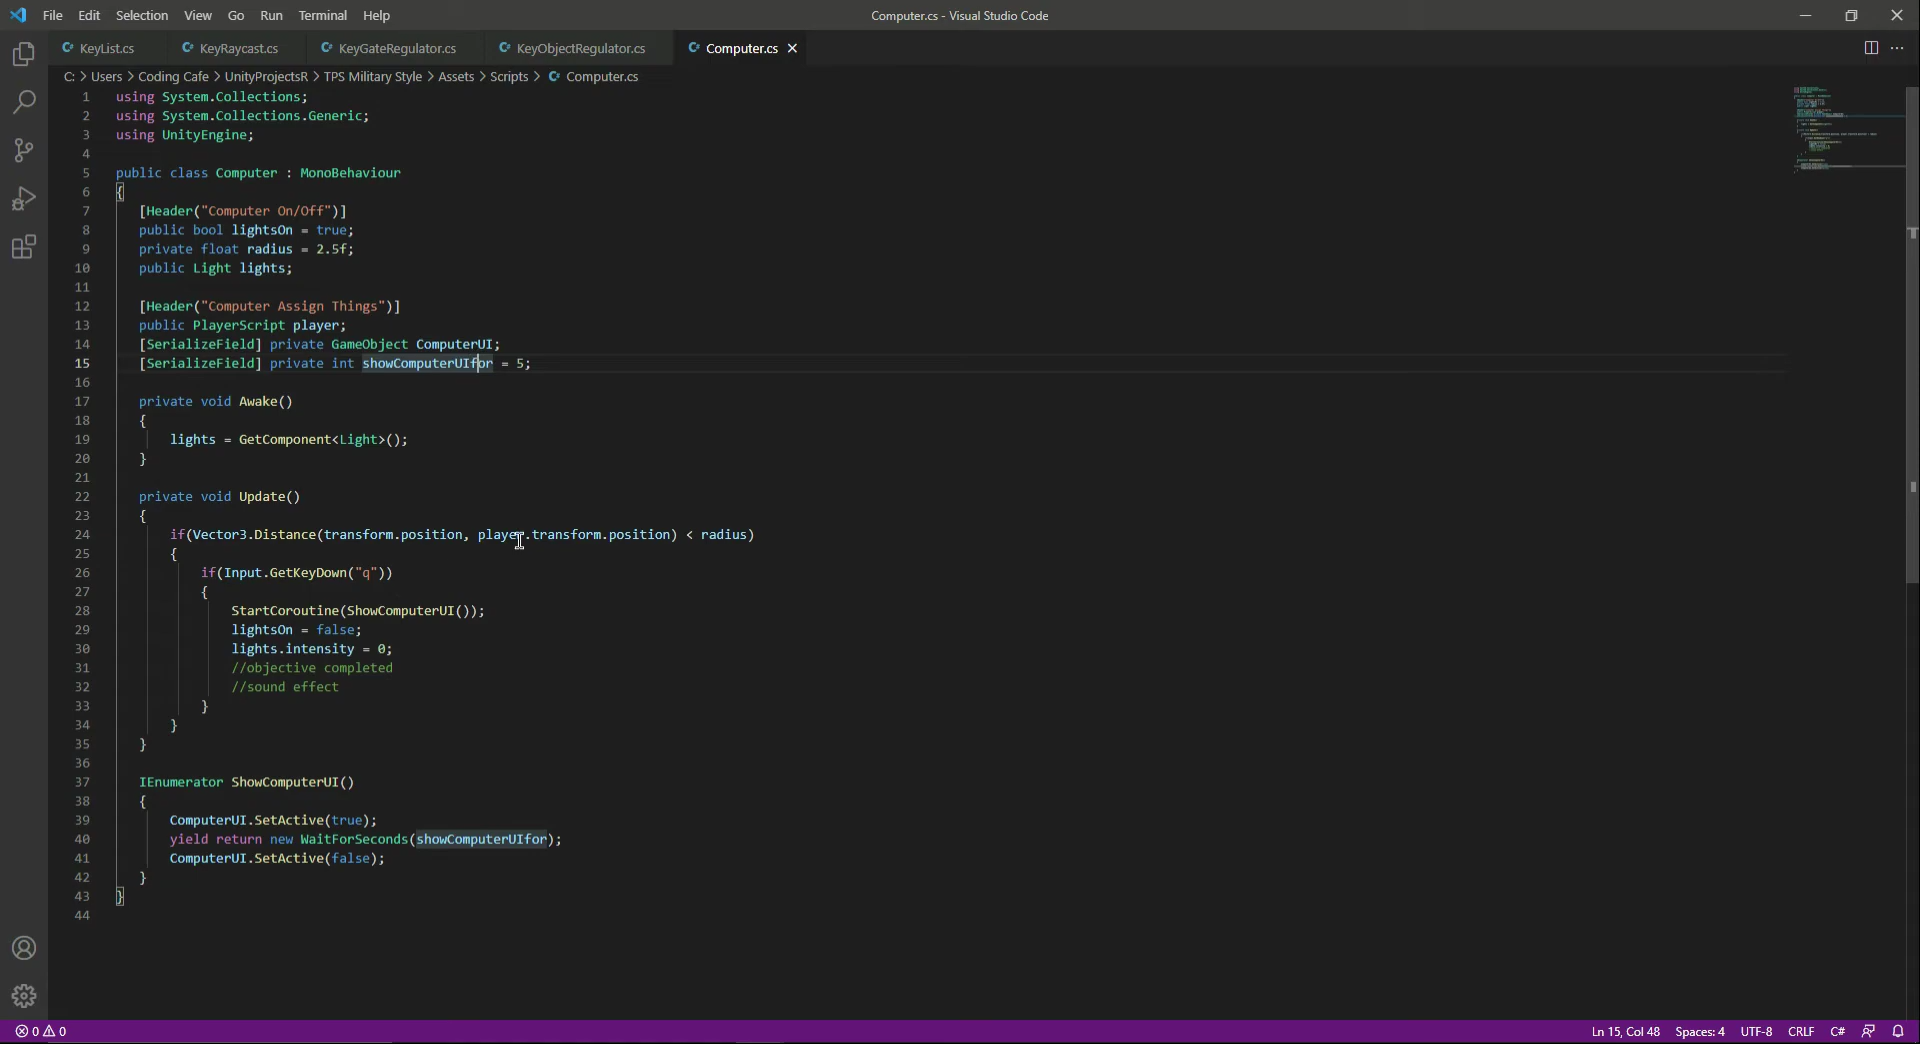 File Edit Selection View Go Run Terminal Help
Computer.cs - Visual Studio Code
KeyList.cs KeyRaycast.cs KeyGateRegulator.cs KeyObjectRegulator.cs Computer.cs
C: > Users > Coding Cafe > UnityProjectsR > TPS Military Style > Assets > Scripts > Computer.cs
1 using System.Collections;
2 using System.Collections.Generic;
3 using UnityEngine;
4
5 public class Computer : MonoBehaviour
6 {
7 [Header("Computer On/Off")]
8 public bool lightsOn = true;
9 private float radius = 2.5f;
10 public Light lights;
11
12 [Header("Computer Assign Things")]
13 public PlayerScript player;
14 [SerializeField] private GameObject ComputerUI;
15 [SerializeField] private int showComputerUIfor = 5;
16
17 private void Awake()
18 {
19 lights = GetComponent<Light>();
20 }
21
22 private void Update()
23 {
24 if(Vector3.Distance(transform.position, player.transform.position) < radius)
25 {
26 if(Input.GetKeyDown("q"))
27 {
28 StartCoroutine(ShowComputerUI());
29 lightsOn = false;
30 lights.intensity = 0;
31 //objective completed
32 //sound effect
33 }
34 }
35 }
36
37 IEnumerator ShowComputerUI()
38 {
39 ComputerUI.SetActive(true);
40 yield return new WaitForSeconds(showComputerUIfor);
41 ComputerUI.SetActive(false);
42 }
43 }
44
0 0
Ln 15, Col 48 Spaces: 4 UTF-8 CRLF C#